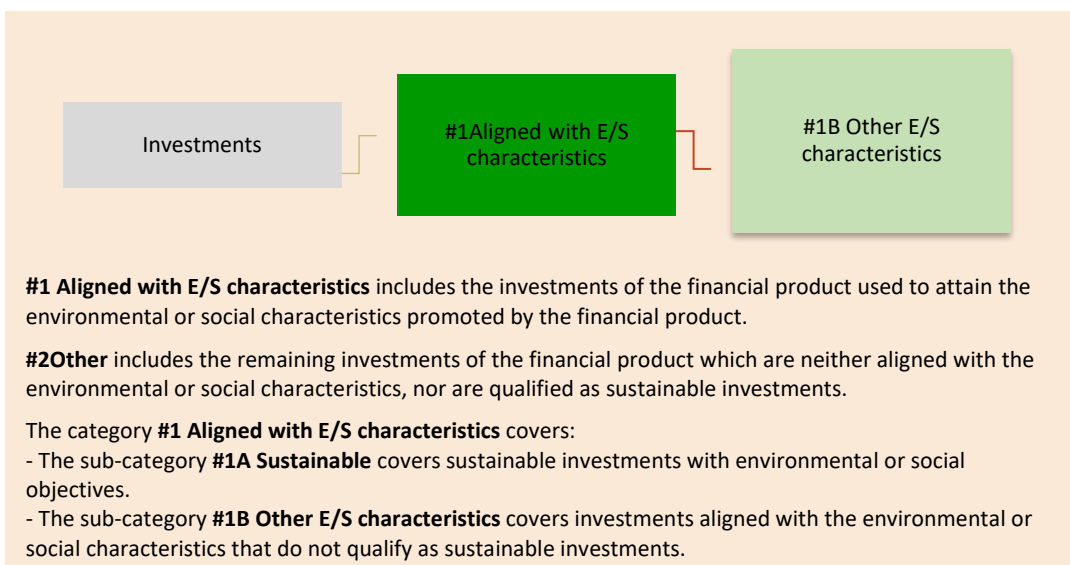 Investments
#1Aligned with E/S
characteristics
#1B Other E/S
characteristics
#1 Aligned with E/S characteristics includes the investments of the financial product used to attain the
environmental or social characteristics promoted by the financial product.
#2Other includes the remaining investments of the financial product which are neither aligned with the
environmental or social characteristics, nor are qualified as sustainable investments.
The category #1 Aligned with E/S characteristics covers:
- The sub-category #1A Sustainable covers sustainable investments with environmental or social
objectives.
- The sub-category #1B Other E/S characteristics covers investments aligned with the environmental or
social characteristics that do not qualify as sustainable investments.